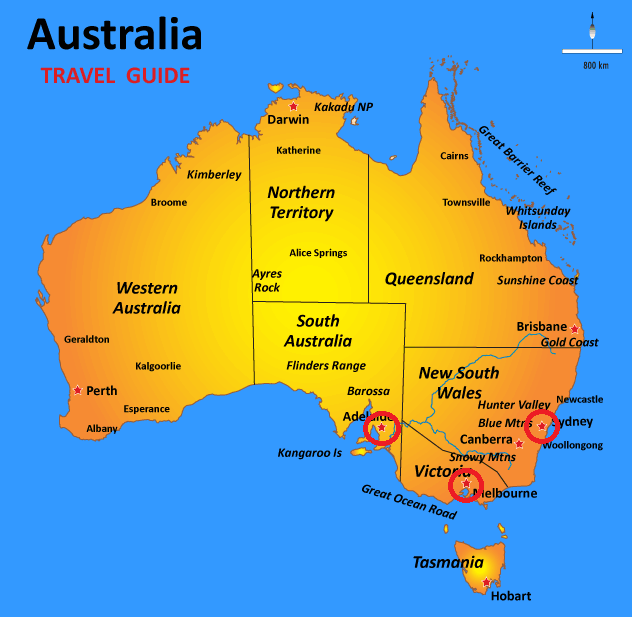 Australia
TRAVEL GUIDE
800 km
Kakadu NP
Darwin
Great Barrier Reef
Katherine
Cairns
Kimberley
Northern
Territory
Broome
Townsville
Whitsunday
Islands
Alice Springs
Rockhampton
Ayres
Rock
Queensland
Sunshine Coast
Western
Australia
South
Australia
Brisbane
Gold Coast
Geraldton
Flinders Range
Kalgoorlie
New South
Wales
Perth
Barossa
Newcastle
Hunter Valley
Esperance
Adelaide
Blue Mtns
Sydney
Albany
Canberra
Woollongong
Kangaroo Is
Snowy Mtns
Victoria
Great Ocean Road
Melbourne
Tasmania
Hobart